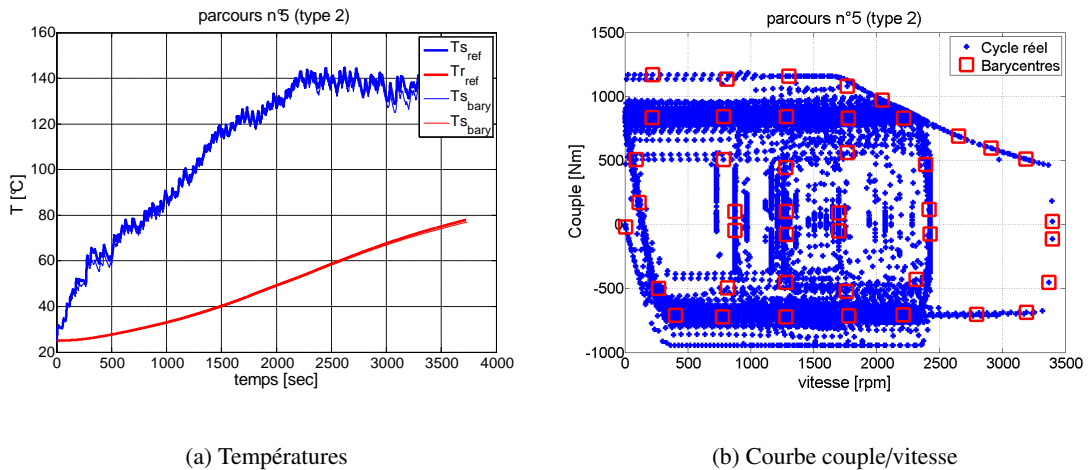 parcours n°5 (type 2)
160
140
120
100
80
60
40
20
T [°C]
0
500
1000
1500
2000
2500
3000
3500
4000
temps [sec]
Ts_ref
Tr_ref
Ts_bary
Ts_bary
(a) Températures
parcours n°5 (type 2)
1500
1000
500
0
-500
-1000
Couple [Nm]
0
500
1000
1500
2000
2500
3000
3500
vitesse [rpm]
Cycle réel
Barycentres
(b) Courbe couple/vitesse